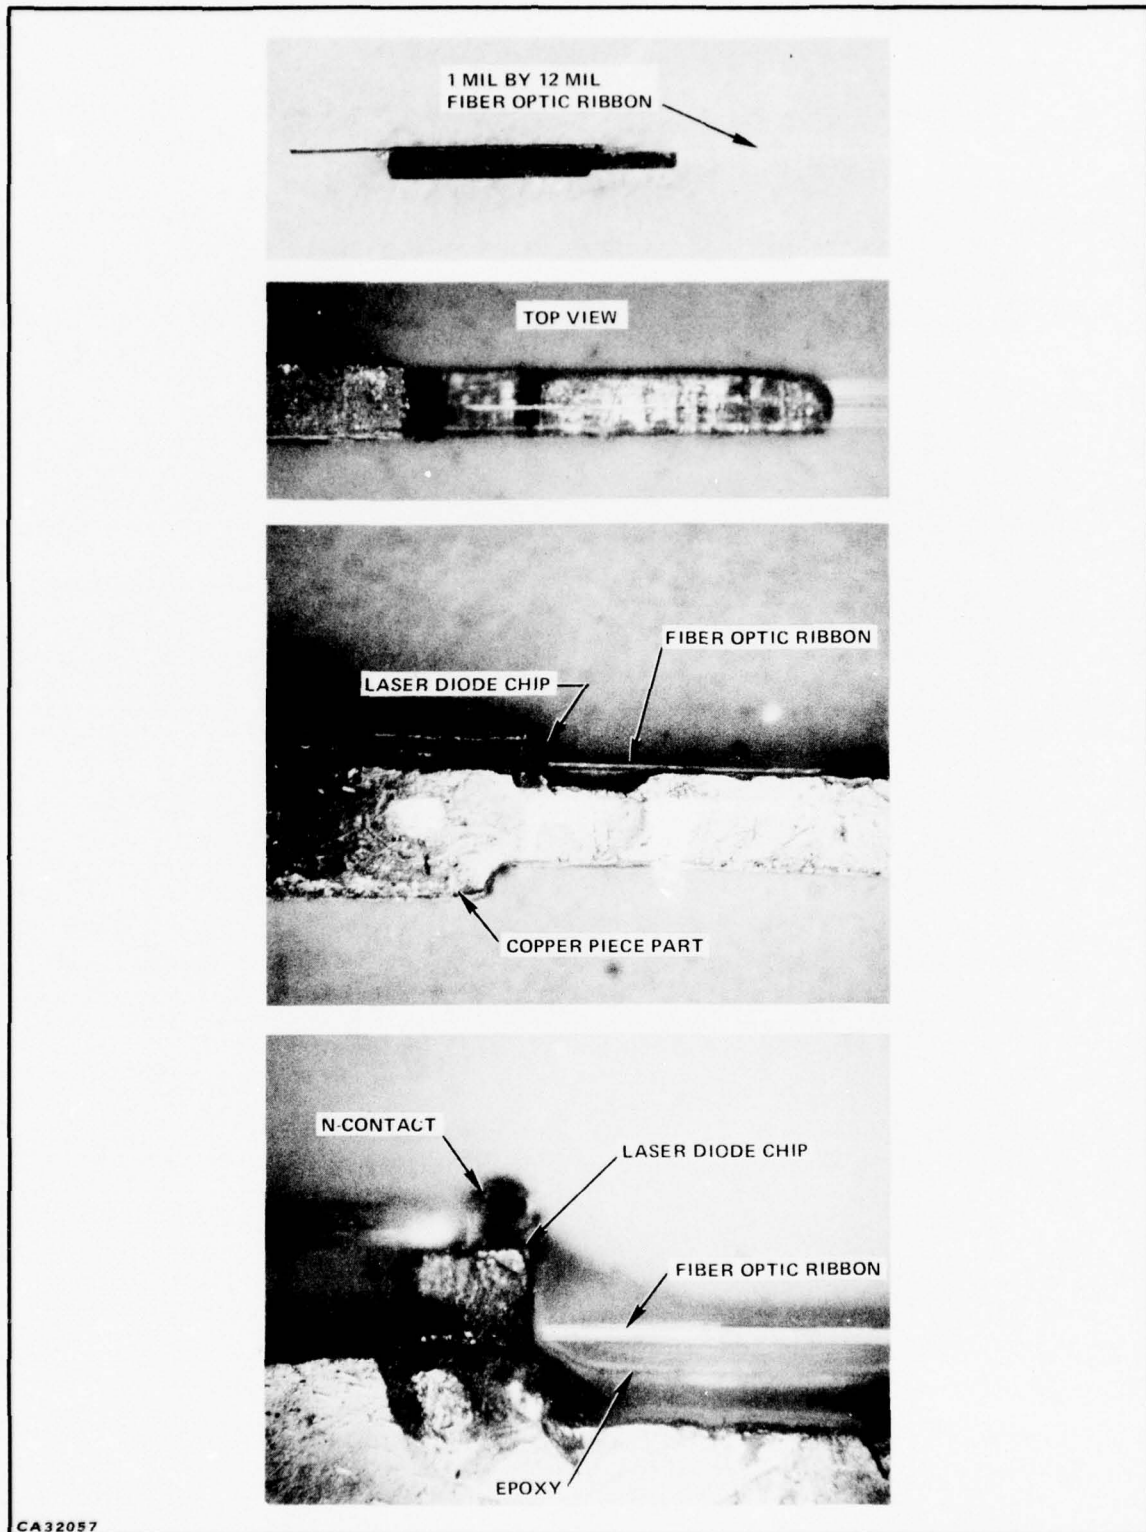 1 MIL BY 12 MIL
FIBER OPTIC RIBBON
TOP VIEW
FIBER OPTIC RIBBON
LASER DIODE CHIP
COPPER PIECE PART
N-CONTACT
LASER DIODE CHIP
FIBER OPTIC RIBBON
EPOXY
CA32057